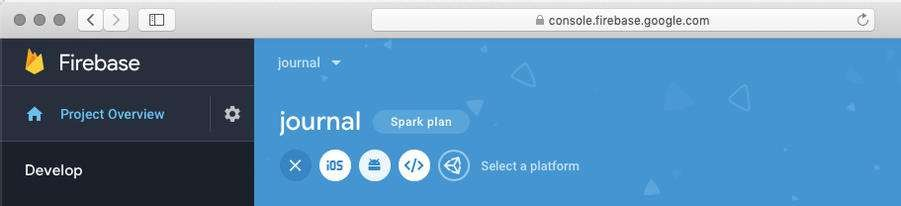 console.firebase.google.com
Firebase
journal
Project Overview
journal Spark plan
iOS </> Select a platform
Develop